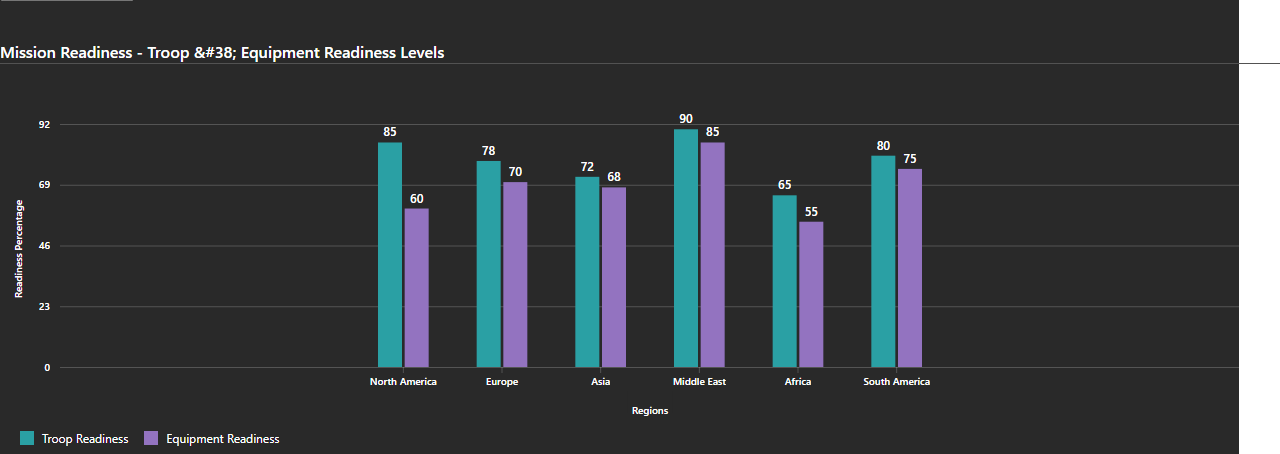 Mission Readiness - Troop &#38; Equipment Readiness Levels
Readiness Percentage
92
69
46
23
0
85
60
78
70
72
68
90
85
65
55
80
75
North America
Europe
Asia
Middle East
Africa
South America
Regions
Troop Readiness
Equipment Readiness